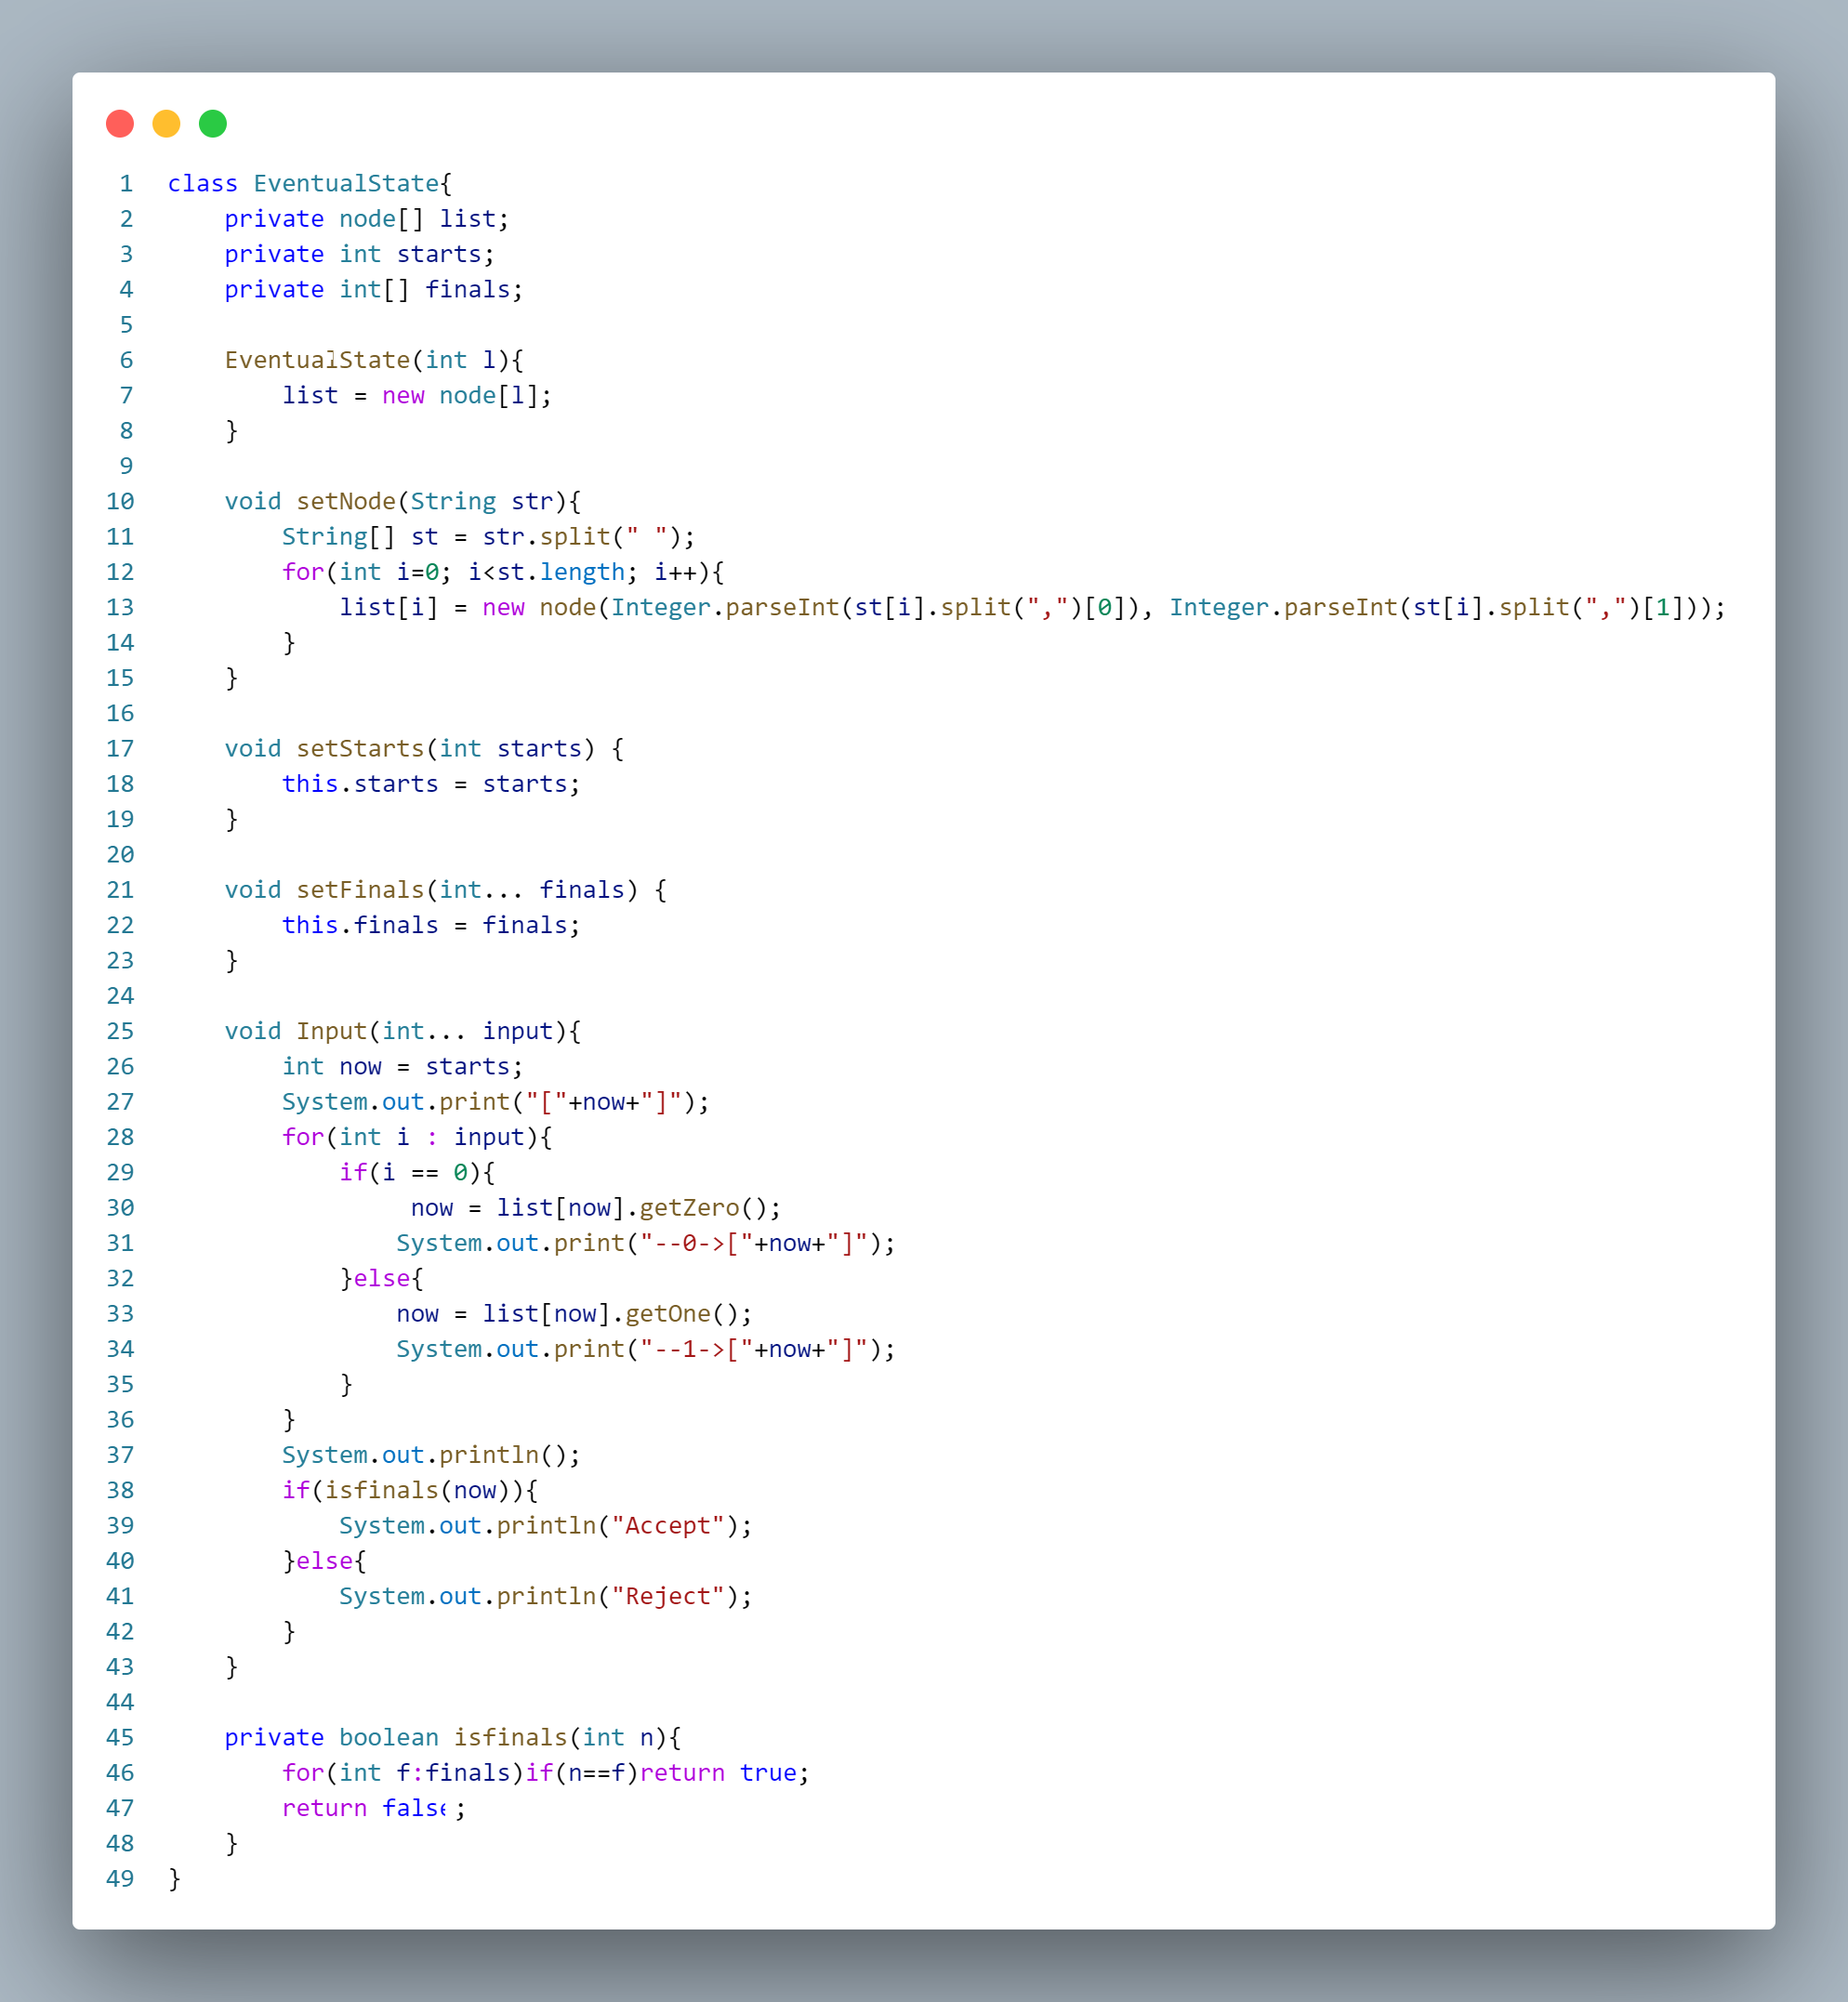 1 class EventualState{
2     private node[] list;
3     private int starts;
4     private int[] finals;
5
6     EventualState(int l){
7         list = new node[l];
8     }
9
10     void setNode(String str){
11         String[] st = str.split(" ");
12         for(int i=0; i<st.length; i++){
13             list[i] = new node(Integer.parseInt(st[i].split(",")[0]), Integer.parseInt(st[i].split(",")[1]));
14         }
15     }
16
17     void setStarts(int starts) {
18         this.starts = starts;
19     }
20
21     void setFinals(int... finals) {
22         this.finals = finals;
23     }
24
25     void Input(int... input){
26         int now = starts;
27         System.out.print("["+now+"]");
28         for(int i : input){
29             if(i == 0){
30                  now = list[now].getZero();
31                 System.out.print("--0->["+now+"]");
32             }else{
33                 now = list[now].getOne();
34                 System.out.print("--1->["+now+"]");
35             }
36         }
37         System.out.println();
38         if(isfinals(now)){
39             System.out.println("Accept");
40         }else{
41             System.out.println("Reject");
42         }
43     }
44
45     private boolean isfinals(int n){
46         for(int f:finals)if(n==f)return true;
47         return false;
48     }
49 }